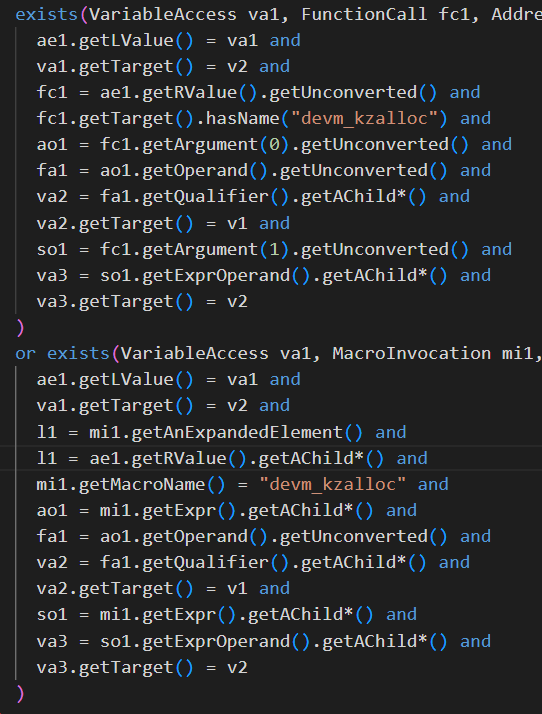 exists(VariableAccess va1, FunctionCall fc1, Addre
ae1.getLValue() = va1 and
va1.getTarget() = v2 and
fc1 = ae1.getRValue().getUnconverted() and
fc1.getTarget().hasName("devm_kzalloc") and
ao1 = fc1.getArgument(0).getUnconverted() and
fa1 = ao1.getOperand().getUnconverted() and
va2 = fa1.getQualifier().getAChild*() and
va2.getTarget() = v1 and
so1 = fc1.getArgument(1).getUnconverted() and
va3 = so1.getExprOperand().getAChild*() and
va3.getTarget() = v2
)
or exists(VariableAccess va1, MacroInvocation mi1,
ae1.getLValue() = va1 and
va1.getTarget() = v2 and
l1 = mi1.getAnExpandedElement() and
l1 = ae1.getRValue().getAChild*() and
mi1.getMacroName() = "devm_kzalloc" and
ao1 = mi1.getExpr().getAChild*() and
fa1 = ao1.getOperand().getUnconverted() and
va2 = fa1.getQualifier().getAChild*() and
va2.getTarget() = v1 and
so1 = mi1.getExpr().getAChild*() and
va3 = so1.getExprOperand().getAChild*() and
va3.getTarget() = v2
)